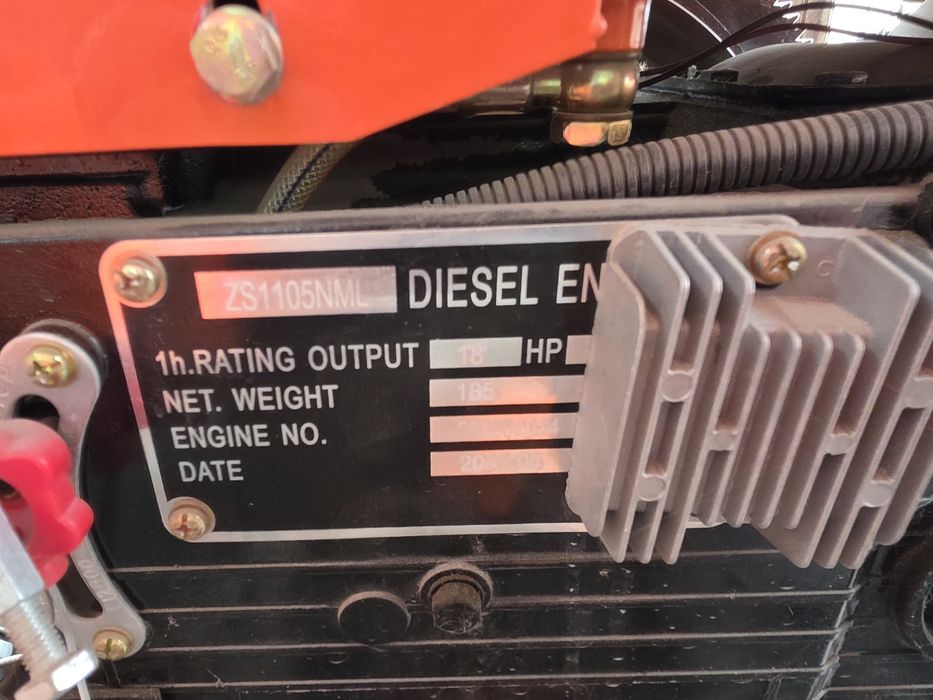 ZS1105NML DIESEL EN
1h.RATING OUTPUT 18 HP
NET. WEIGHT 185
ENGINE NO.
DATE